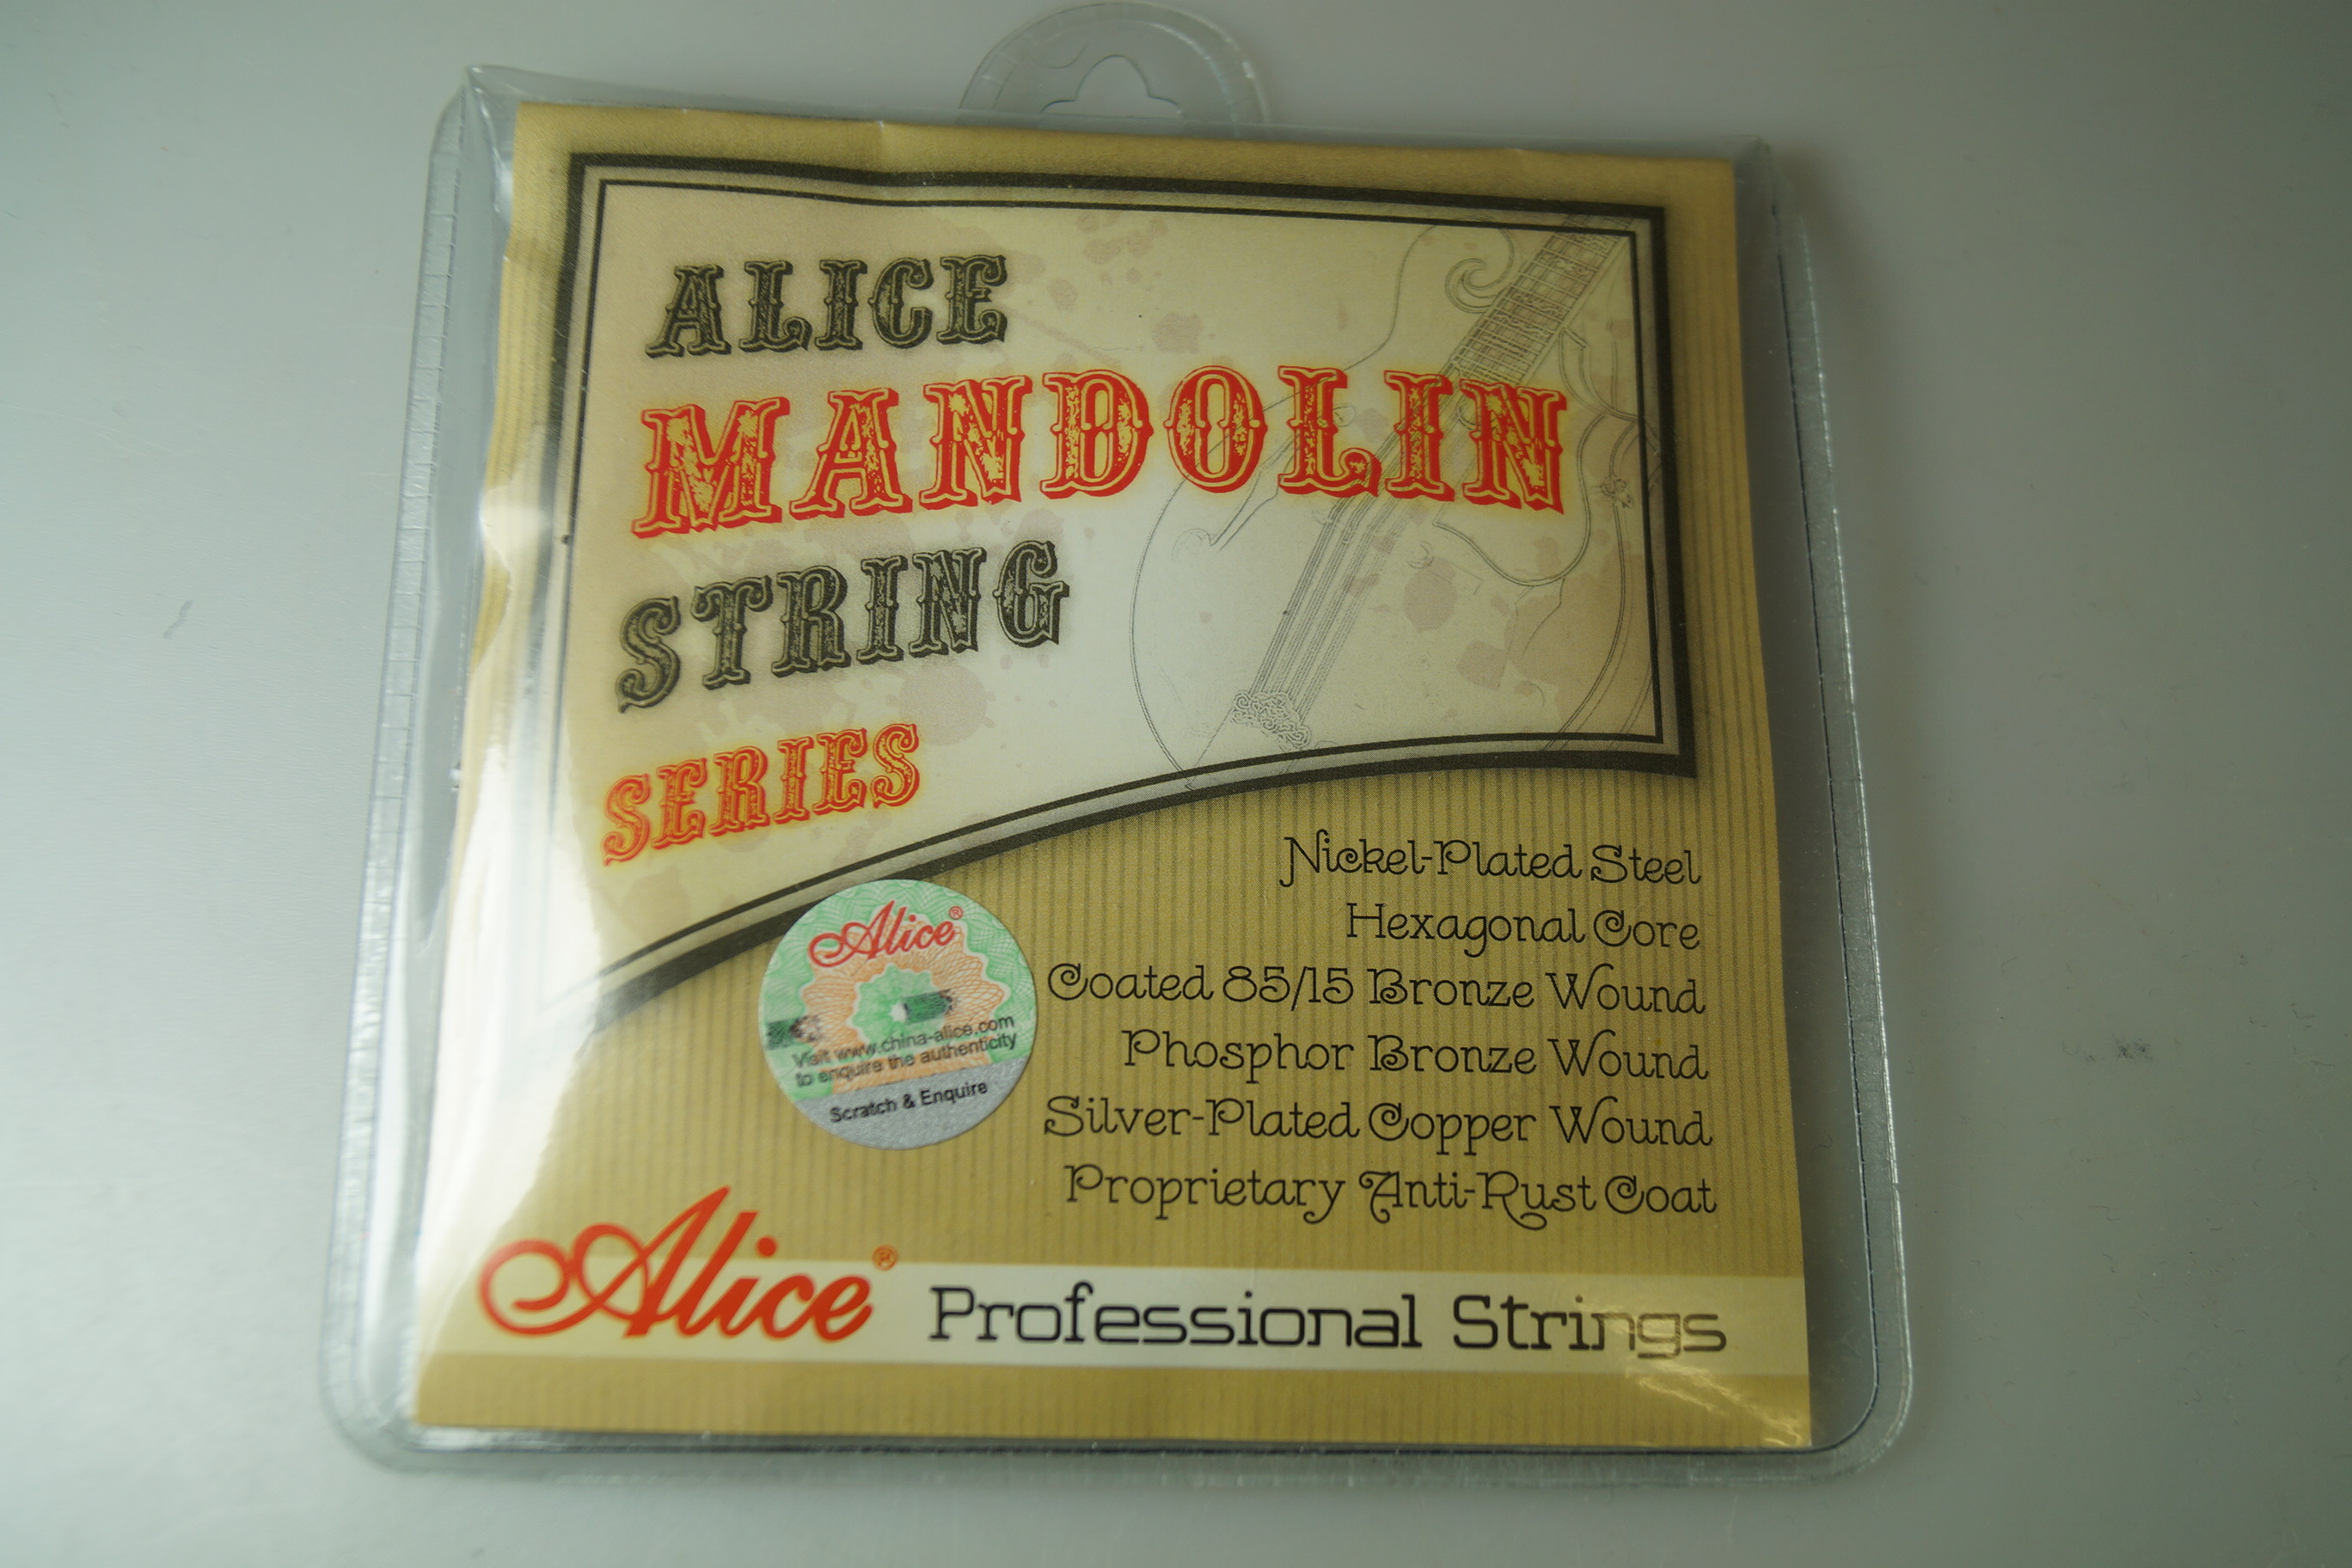 ALICE
MANDOLIN
STRING
SERIES
Nickel-Plated Steel
Hexagonal Core
Coated 85/15 Bronze Wound
Phosphor Bronze Wound
Silver-Plated Copper Wound
Proprietary Anti-Rust Coat
Alice®
Visit www.china-alice.com
to enquire the authenticity
Scratch & Enquire
Alice® Professional Strings